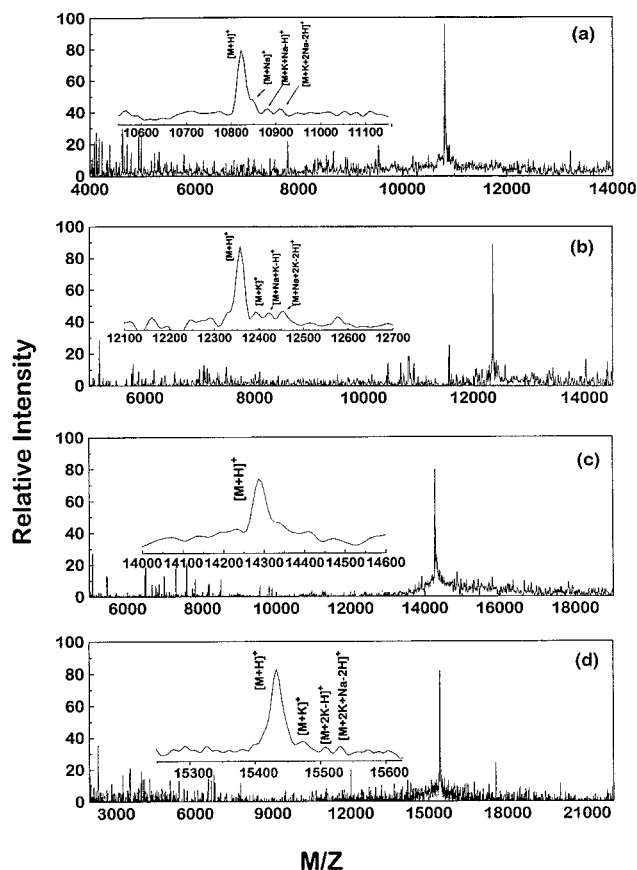 Relative Intensity
(a)
100
80
60
40
20
0
[M+H]+
[M+Na]+
[M+K+Na-H]+
[M+K+2Na-2H]+
10600 10700 10800 10900 11000 11100
4000 6000 8000 10000 12000 14000
(b)
100
80
60
40
20
0
[M+H]+
[M+K]+
[M+Na+K-H]+
[M+Na+2K-2H]+
12100 12200 12300 12400 12500 12600 12700
6000 8000 10000 12000 14000
(c)
100
80
60
40
20
0
[M+H]+
14000 14100 14200 14300 14400 14500 14600
6000 8000 10000 12000 14000 16000 18000
(d)
100
80
60
40
20
0
[M+H]+
[M+K]+
[M+2K-H]+
[M+2K+Na-2H]+
15300 15400 15500 15600
3000 6000 9000 12000 15000 18000 21000
M/Z